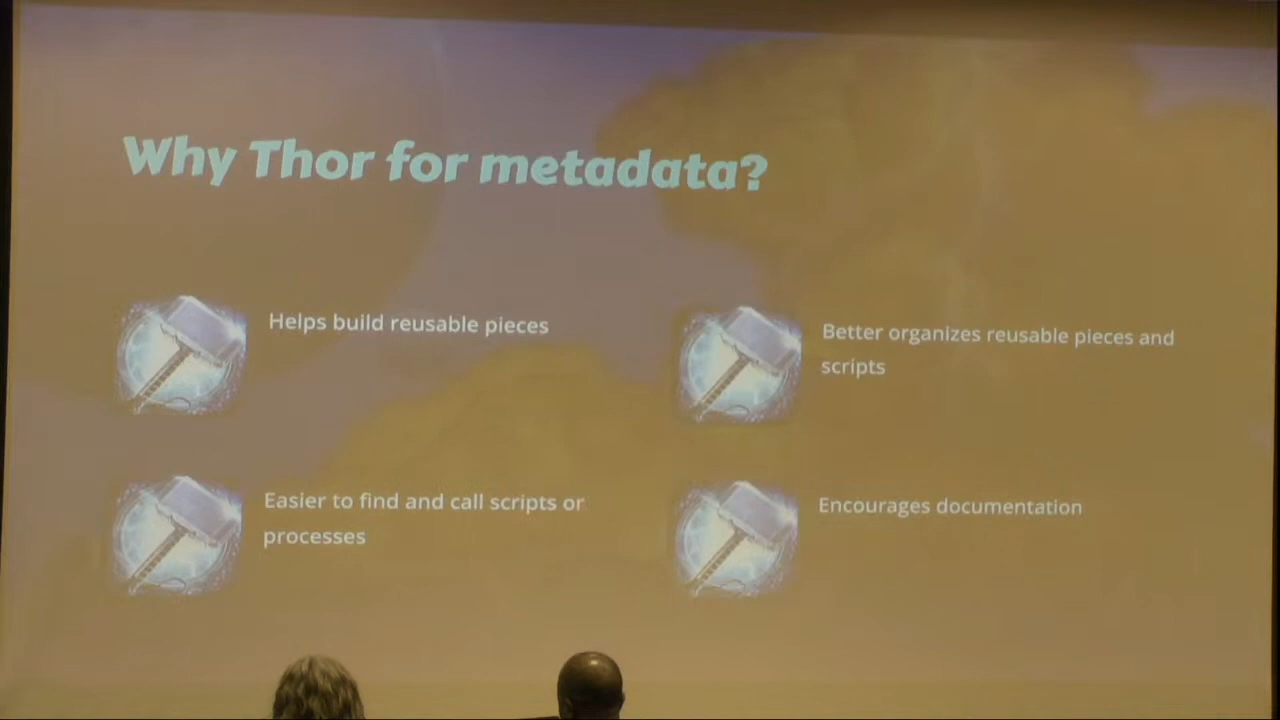 Why Thor for metadata?
Helps build reusable pieces
Better organizes reusable pieces and
scripts
Easier to find and call scripts or
processes
Encourages documentation